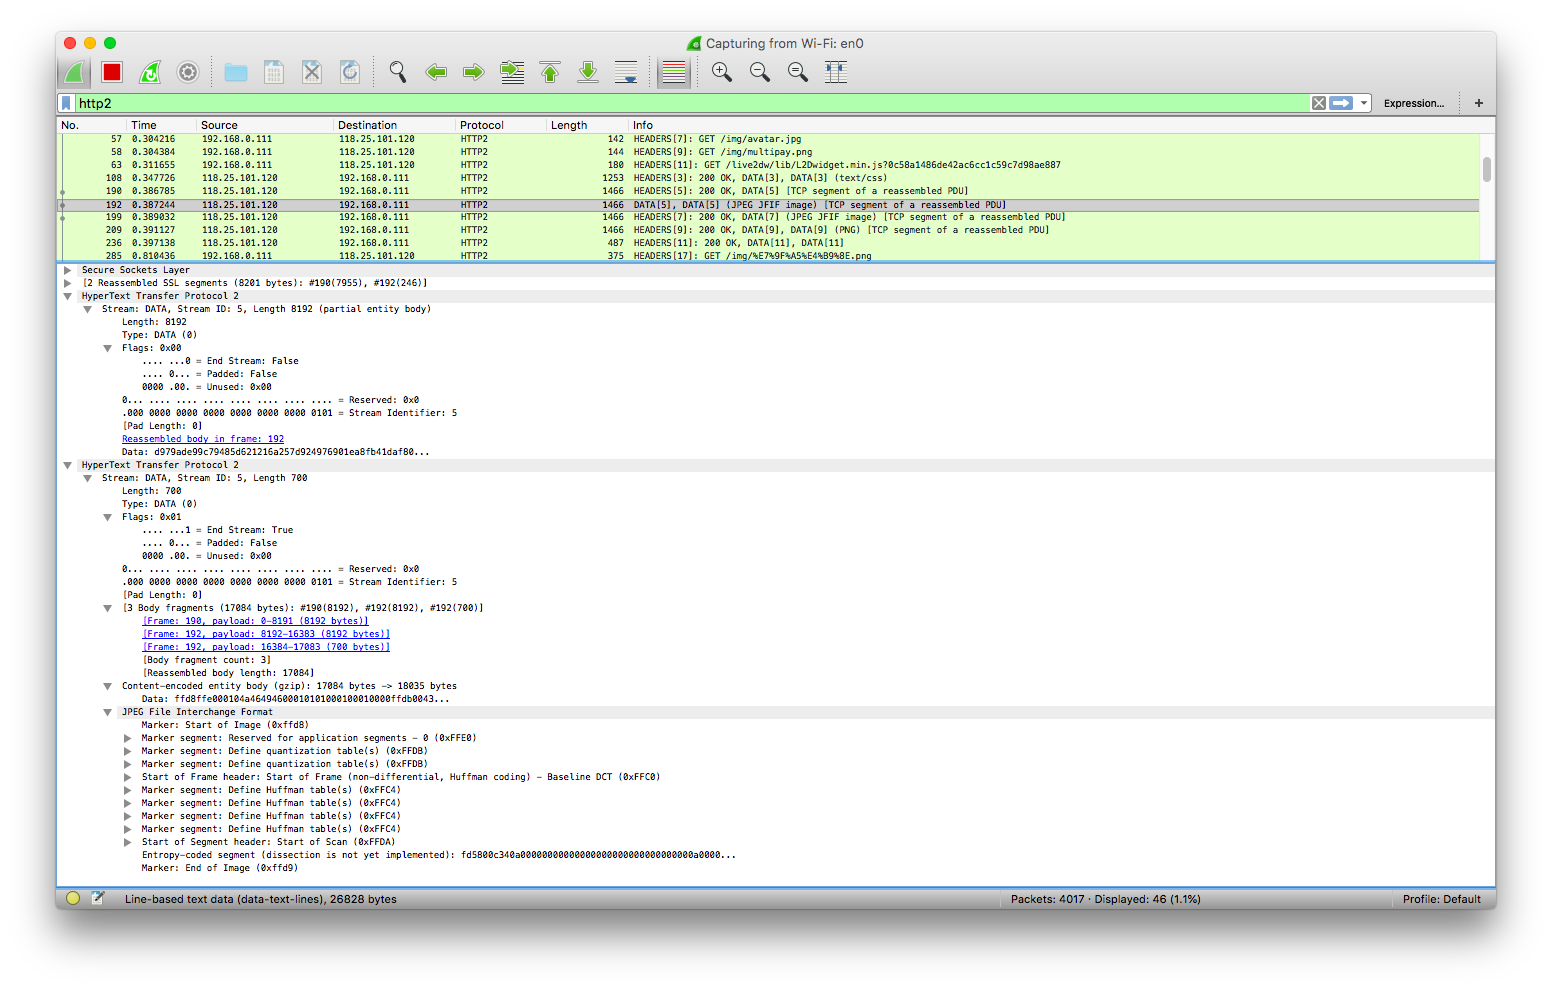 Capturing from Wi-Fi: en0
http2
Expression...
+
No. Time Source Destination Protocol Length Info
57 0.304216 192.168.0.111 118.25.101.120 HTTP2 142 HEADERS[7]: GET /img/avatar.jpg
58 0.304384 192.168.0.111 118.25.101.120 HTTP2 144 HEADERS[9]: GET /img/multipay.png
63 0.311655 192.168.0.111 118.25.101.120 HTTP2 180 HEADERS[11]: GET /live2dw/lib/L2Dwidget.min.js?0c58a1486de42ac6cc1c59c7d98ae887
108 0.347726 118.25.101.120 192.168.0.111 HTTP2 1253 HEADERS[3]: 200 OK, DATA[3], DATA[3] (text/css)
190 0.386785 118.25.101.120 192.168.0.111 HTTP2 1466 HEADERS[5]: 200 OK, DATA[5] [TCP segment of a reassembled PDU]
192 0.387244 118.25.101.120 192.168.0.111 HTTP2 1466 DATA[5], DATA[5] (JPEG JFIF image) [TCP segment of a reassembled PDU]
199 0.389032 118.25.101.120 192.168.0.111 HTTP2 1466 HEADERS[7]: 200 OK, DATA[7] (JPEG JFIF image) [TCP segment of a reassembled PDU]
209 0.391127 118.25.101.120 192.168.0.111 HTTP2 1466 HEADERS[9]: 200 OK, DATA[9], DATA[9] (PNG) [TCP segment of a reassembled PDU]
236 0.397138 118.25.101.120 192.168.0.111 HTTP2 487 HEADERS[11]: 200 OK, DATA[11], DATA[11]
285 0.810436 192.168.0.111 118.25.101.120 HTTP2 375 HEADERS[17]: GET /img/%E7%9F%A5%E4%B9%8E.png
Secure Sockets Layer
[2 Reassembled SSL segments (8201 bytes): #190(7955), #192(246)]
HyperText Transfer Protocol 2
Stream: DATA, Stream ID: 5, Length 8192 (partial entity body)
Length: 8192
Type: DATA (0)
Flags: 0x00
.... ...0 = End Stream: False
.... 0... = Padded: False
0000 .00. = Unused: 0x00
0... .... .... .... .... .... .... .... = Reserved: 0x0
.000 0000 0000 0000 0000 0000 0000 0101 = Stream Identifier: 5
[Pad Length: 0]
Reassembled body in frame: 192
Data: d979ade99c79485d621216a257d924976901ea8fb41daf80...
HyperText Transfer Protocol 2
Stream: DATA, Stream ID: 5, Length 700
Length: 700
Type: DATA (0)
Flags: 0x01
.... ...1 = End Stream: True
.... 0... = Padded: False
0000 .00. = Unused: 0x00
0... .... .... .... .... .... .... .... = Reserved: 0x0
.000 0000 0000 0000 0000 0000 0000 0101 = Stream Identifier: 5
[Pad Length: 0]
[3 Body fragments (17084 bytes): #190(8192), #192(8192), #192(700)]
[Frame: 190, payload: 0-8191 (8192 bytes)]
[Frame: 192, payload: 8192-16383 (8192 bytes)]
[Frame: 192, payload: 16384-17083 (700 bytes)]
[Body fragment count: 3]
[Reassembled body length: 17084]
Content-encoded entity body (gzip): 17084 bytes -> 18035 bytes
Data: ffd8ffe000104a46494600010101000100010000ffdb0043...
JPEG File Interchange Format
Marker: Start of Image (0xffd8)
Marker segment: Reserved for application segments - 0 (0xFFE0)
Marker segment: Define quantization table(s) (0xFFDB)
Marker segment: Define quantization table(s) (0xFFDB)
Start of Frame header: Start of Frame (non-differential, Huffman coding) - Baseline DCT (0xFFC0)
Marker segment: Define Huffman table(s) (0xFFC4)
Marker segment: Define Huffman table(s) (0xFFC4)
Marker segment: Define Huffman table(s) (0xFFC4)
Marker segment: Define Huffman table(s) (0xFFC4)
Start of Segment header: Start of Scan (0xFFDA)
Entropy-coded segment (dissection is not yet implemented): fd5800c340a00000000000000000000000000000000a0000...
Marker: End of Image (0xffd9)
Line-based text data (data-text-lines), 26828 bytes
Packets: 4017 · Displayed: 46 (1.1%)
Profile: Default